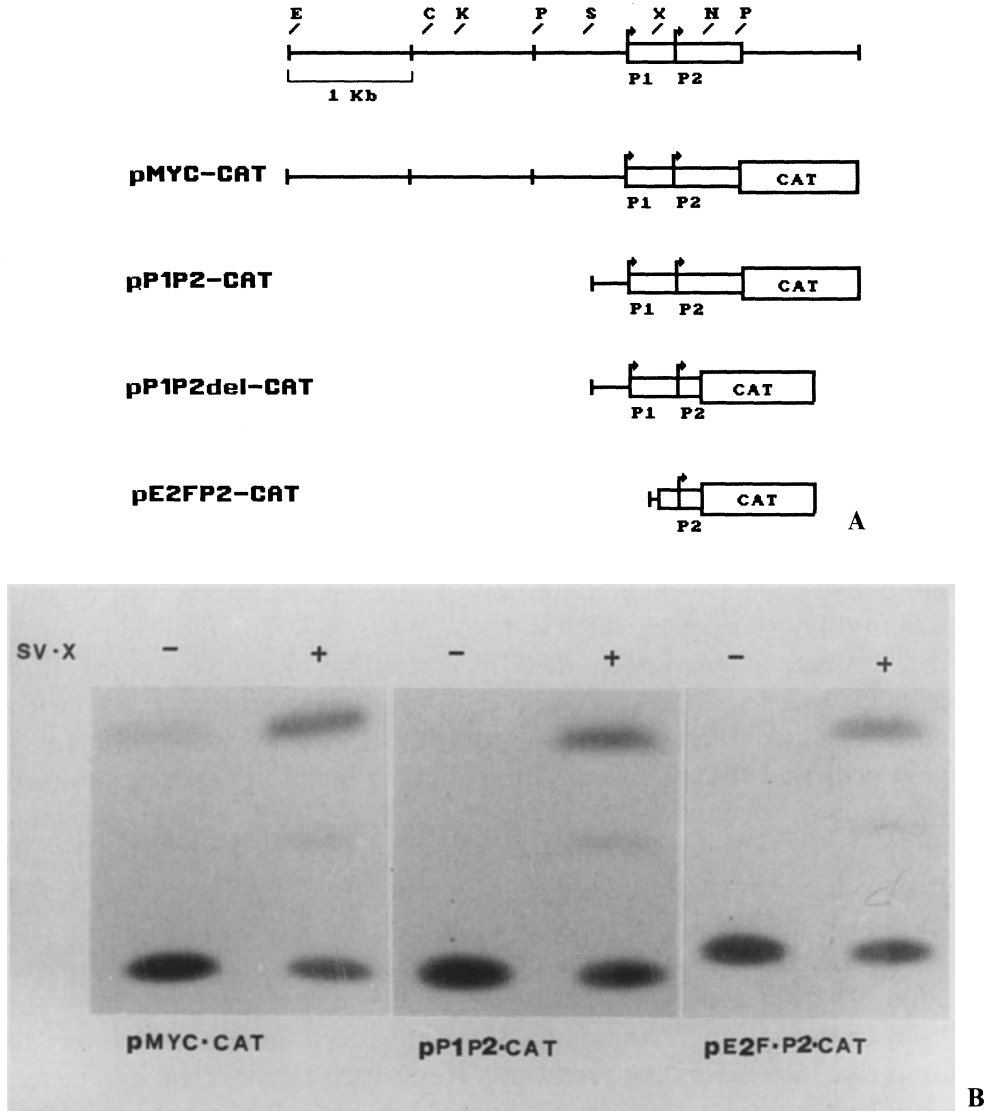 E C K P S X N P
P1 P2
1 Kb
pMYC-CAT
CAT
P1 P2
pP1P2-CAT
CAT
P1 P2
pP1P2del-CAT
CAT
P1 P2
pE2FP2-CAT
CAT
P2
A
SV·X - + - + - +
pMYC·CAT pP1P2·CAT pE2F·P2·CAT
B